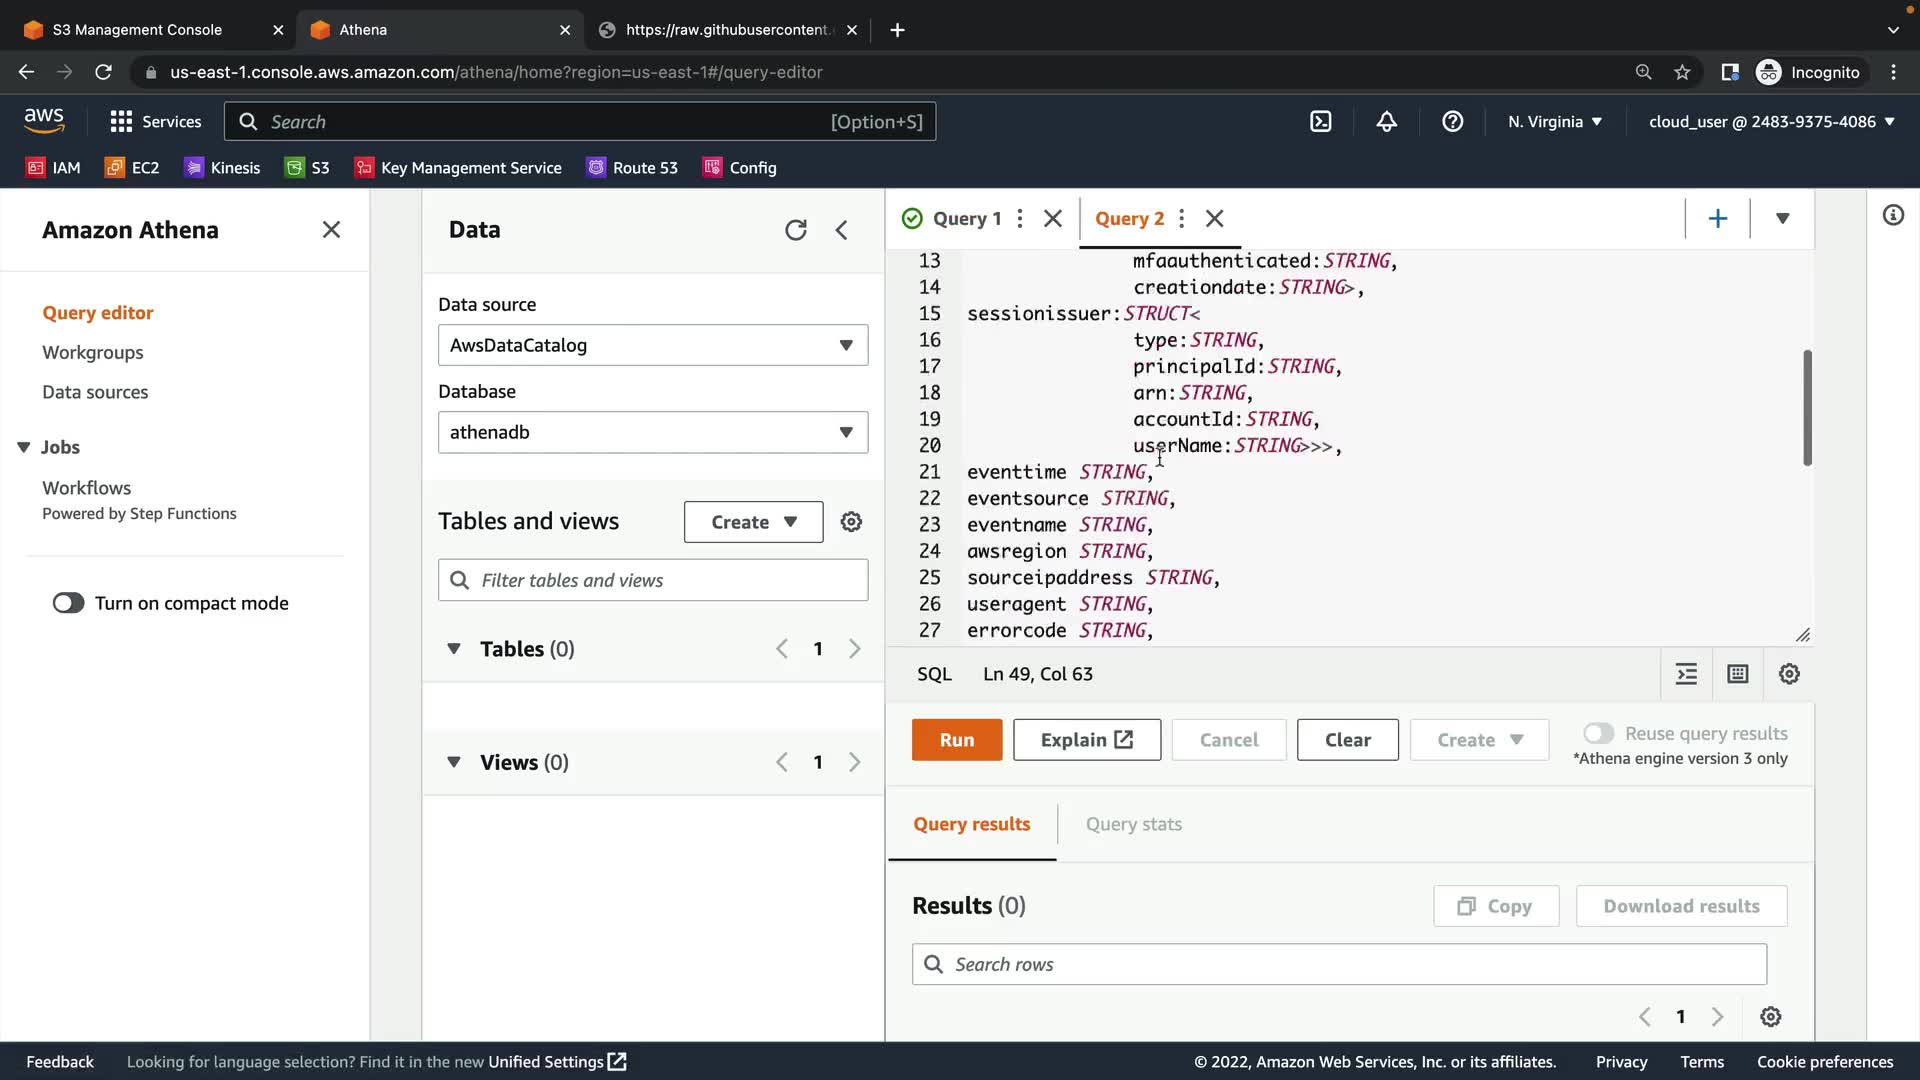 S3 Management Console
Athena
https://raw.githubusercontent.
us-east-1.console.aws.amazon.com/athena/home?region=us-east-1#/query-editor
Incognito
aws
Services
Search
[Option+S]
N. Virginia
cloud_user @ 2483-9375-4086
IAM
EC2
Kinesis
S3
Key Management Service
Route 53
Config
Amazon Athena
Query editor
Workgroups
Data sources
Jobs
Workflows
Powered by Step Functions
Turn on compact mode
Data
Data source
AwsDataCatalog
Database
athenadb
Tables and views
Create
Filter tables and views
Tables (0)
1
Views (0)
1
Query 1
Query 2
13 mfaauthenticated:STRING,
14 creationdate:STRING>,
15 sessionissuer:STRUCT<
16 type:STRING,
17 principalId:STRING,
18 arn:STRING,
19 accountId:STRING,
20 userName:STRING>>>,
21 eventtime STRING,
22 eventsource STRING,
23 eventname STRING,
24 awsregion STRING,
25 sourceipaddress STRING,
26 useragent STRING,
27 errorcode STRING,
SQL
Ln 49, Col 63
Run
Explain
Cancel
Clear
Create
Reuse query results
*Athena engine version 3 only
Query results
Query stats
Results (0)
Copy
Download results
Search rows
1
Feedback
Looking for language selection? Find it in the new Unified Settings
© 2022, Amazon Web Services, Inc. or its affiliates.
Privacy
Terms
Cookie preferences